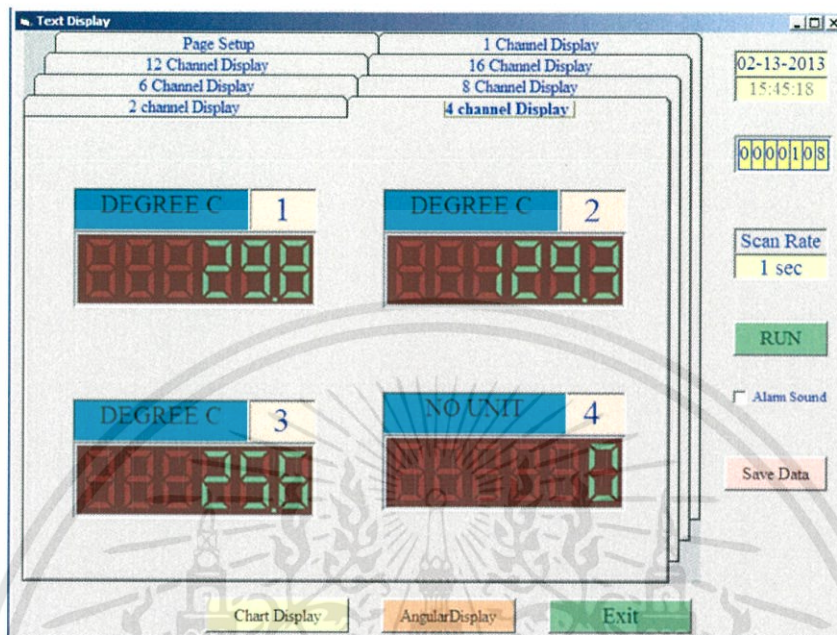 Text Display
Page Setup
1 Channel Display
12 Channel Display
16 Channel Display
6 Channel Display
8 Channel Display
2 channel Display
4 channel Display
02-13-2013
15:45:18
0000108
DEGREE C 1
29.6
DEGREE C 2
129.3
Scan Rate
1 sec
RUN
Alarm Sound
DEGREE C 3
25.6
NO UNIT 4
0
Save Data
Chart Display
AngularDisplay
Exit